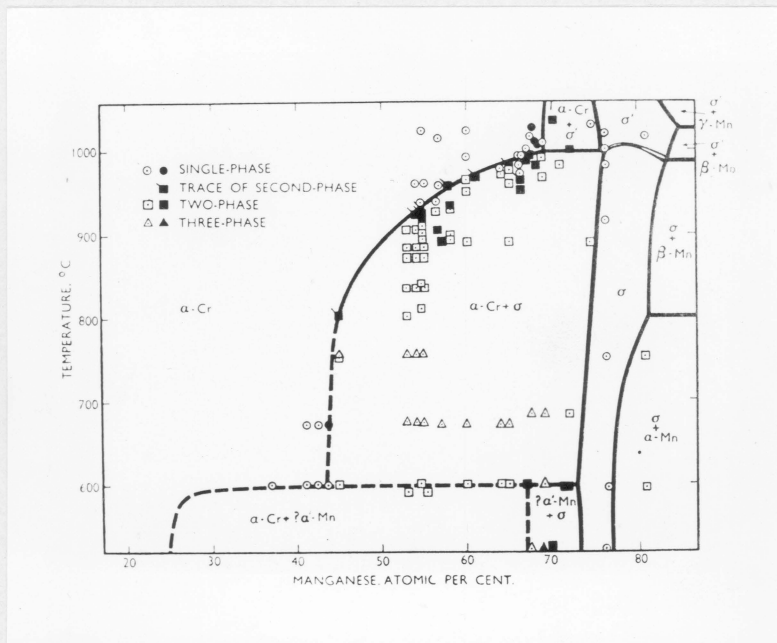 α-Cr
+
σ'
σ'
σ'
+
γ-Mn
σ'
+
β-Mn
1000
900
800
700
600
TEMPERATURE, °C
SINGLE-PHASE
TRACE OF SECOND-PHASE
TWO-PHASE
THREE-PHASE
α-Cr
α-Cr+σ
σ
σ
+
β-Mn
σ
+
α-Mn
α-Cr+?α'-Mn
?α'-Mn
+σ
20
30
40
50
60
70
80
MANGANESE, ATOMIC PER CENT.